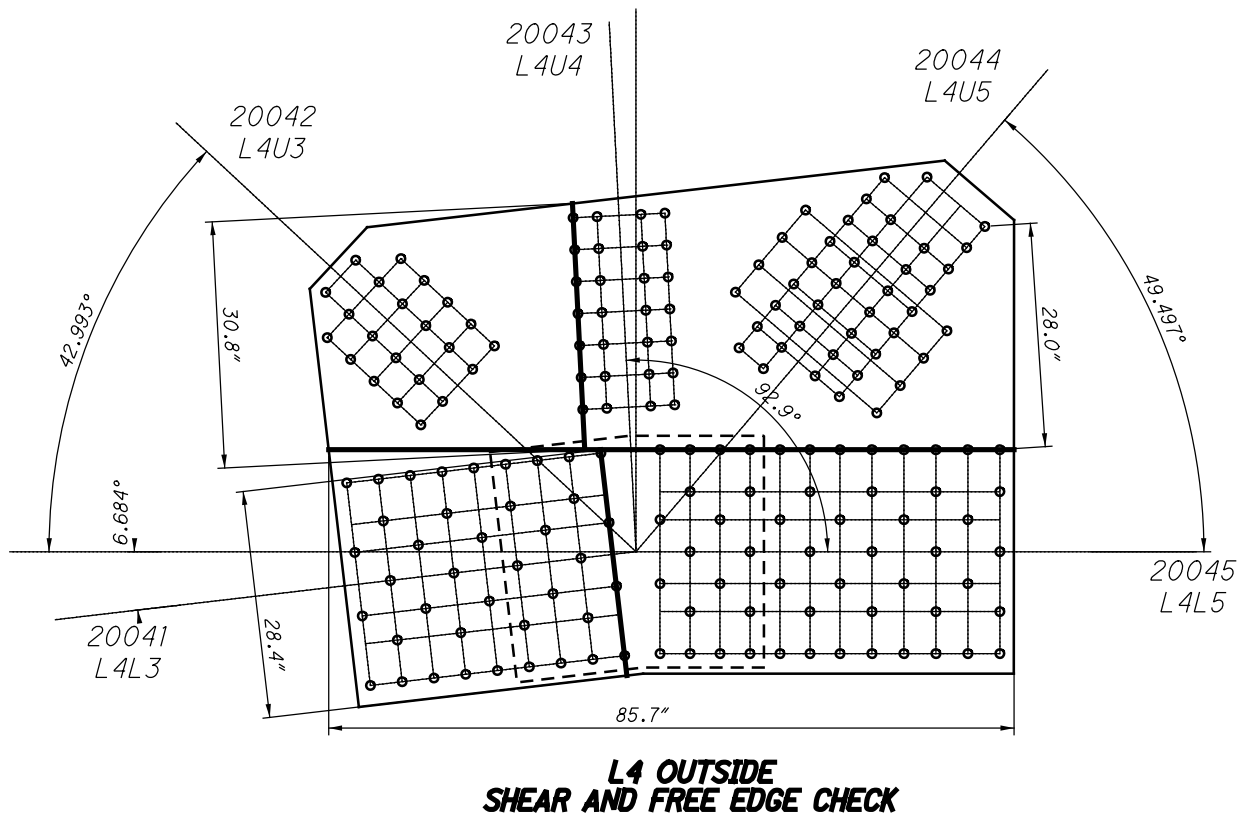 20043
L4U4
20044
L4U5
20042
L4U3
42.993°
49.497°
30.8"
28.0"
92.9°
6.684°
20045
L4L5
20041
L4L3
28.4"
85.7"
L4 OUTSIDE
SHEAR AND FREE EDGE CHECK